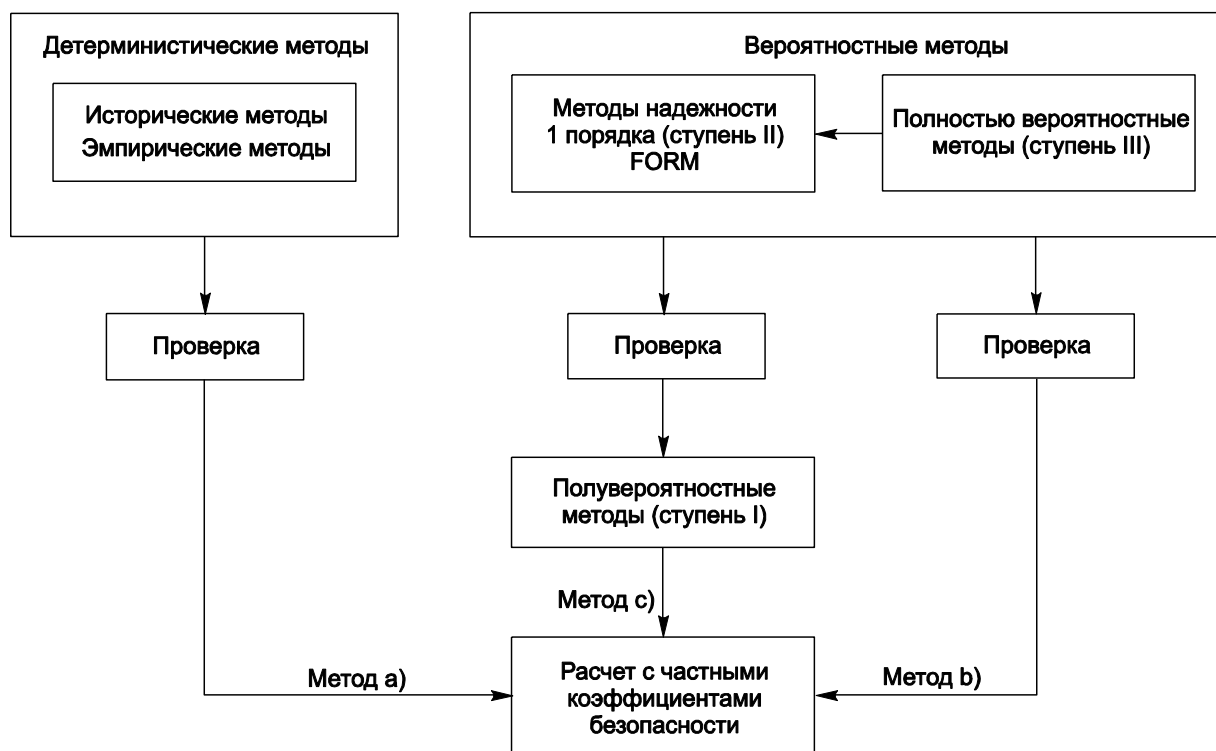 Детерминистические методы
Исторические методы
Эмпирические методы
Вероятностные методы
Методы надежности
1 порядка (ступень II)
FORM
Полностью вероятностные
методы (ступень III)
Проверка
Проверка
Проверка
Полувероятностные
методы (ступень I)
Метод c)
Метод a)
Расчет с частными
коэффициентами
безопасности
Метод b)